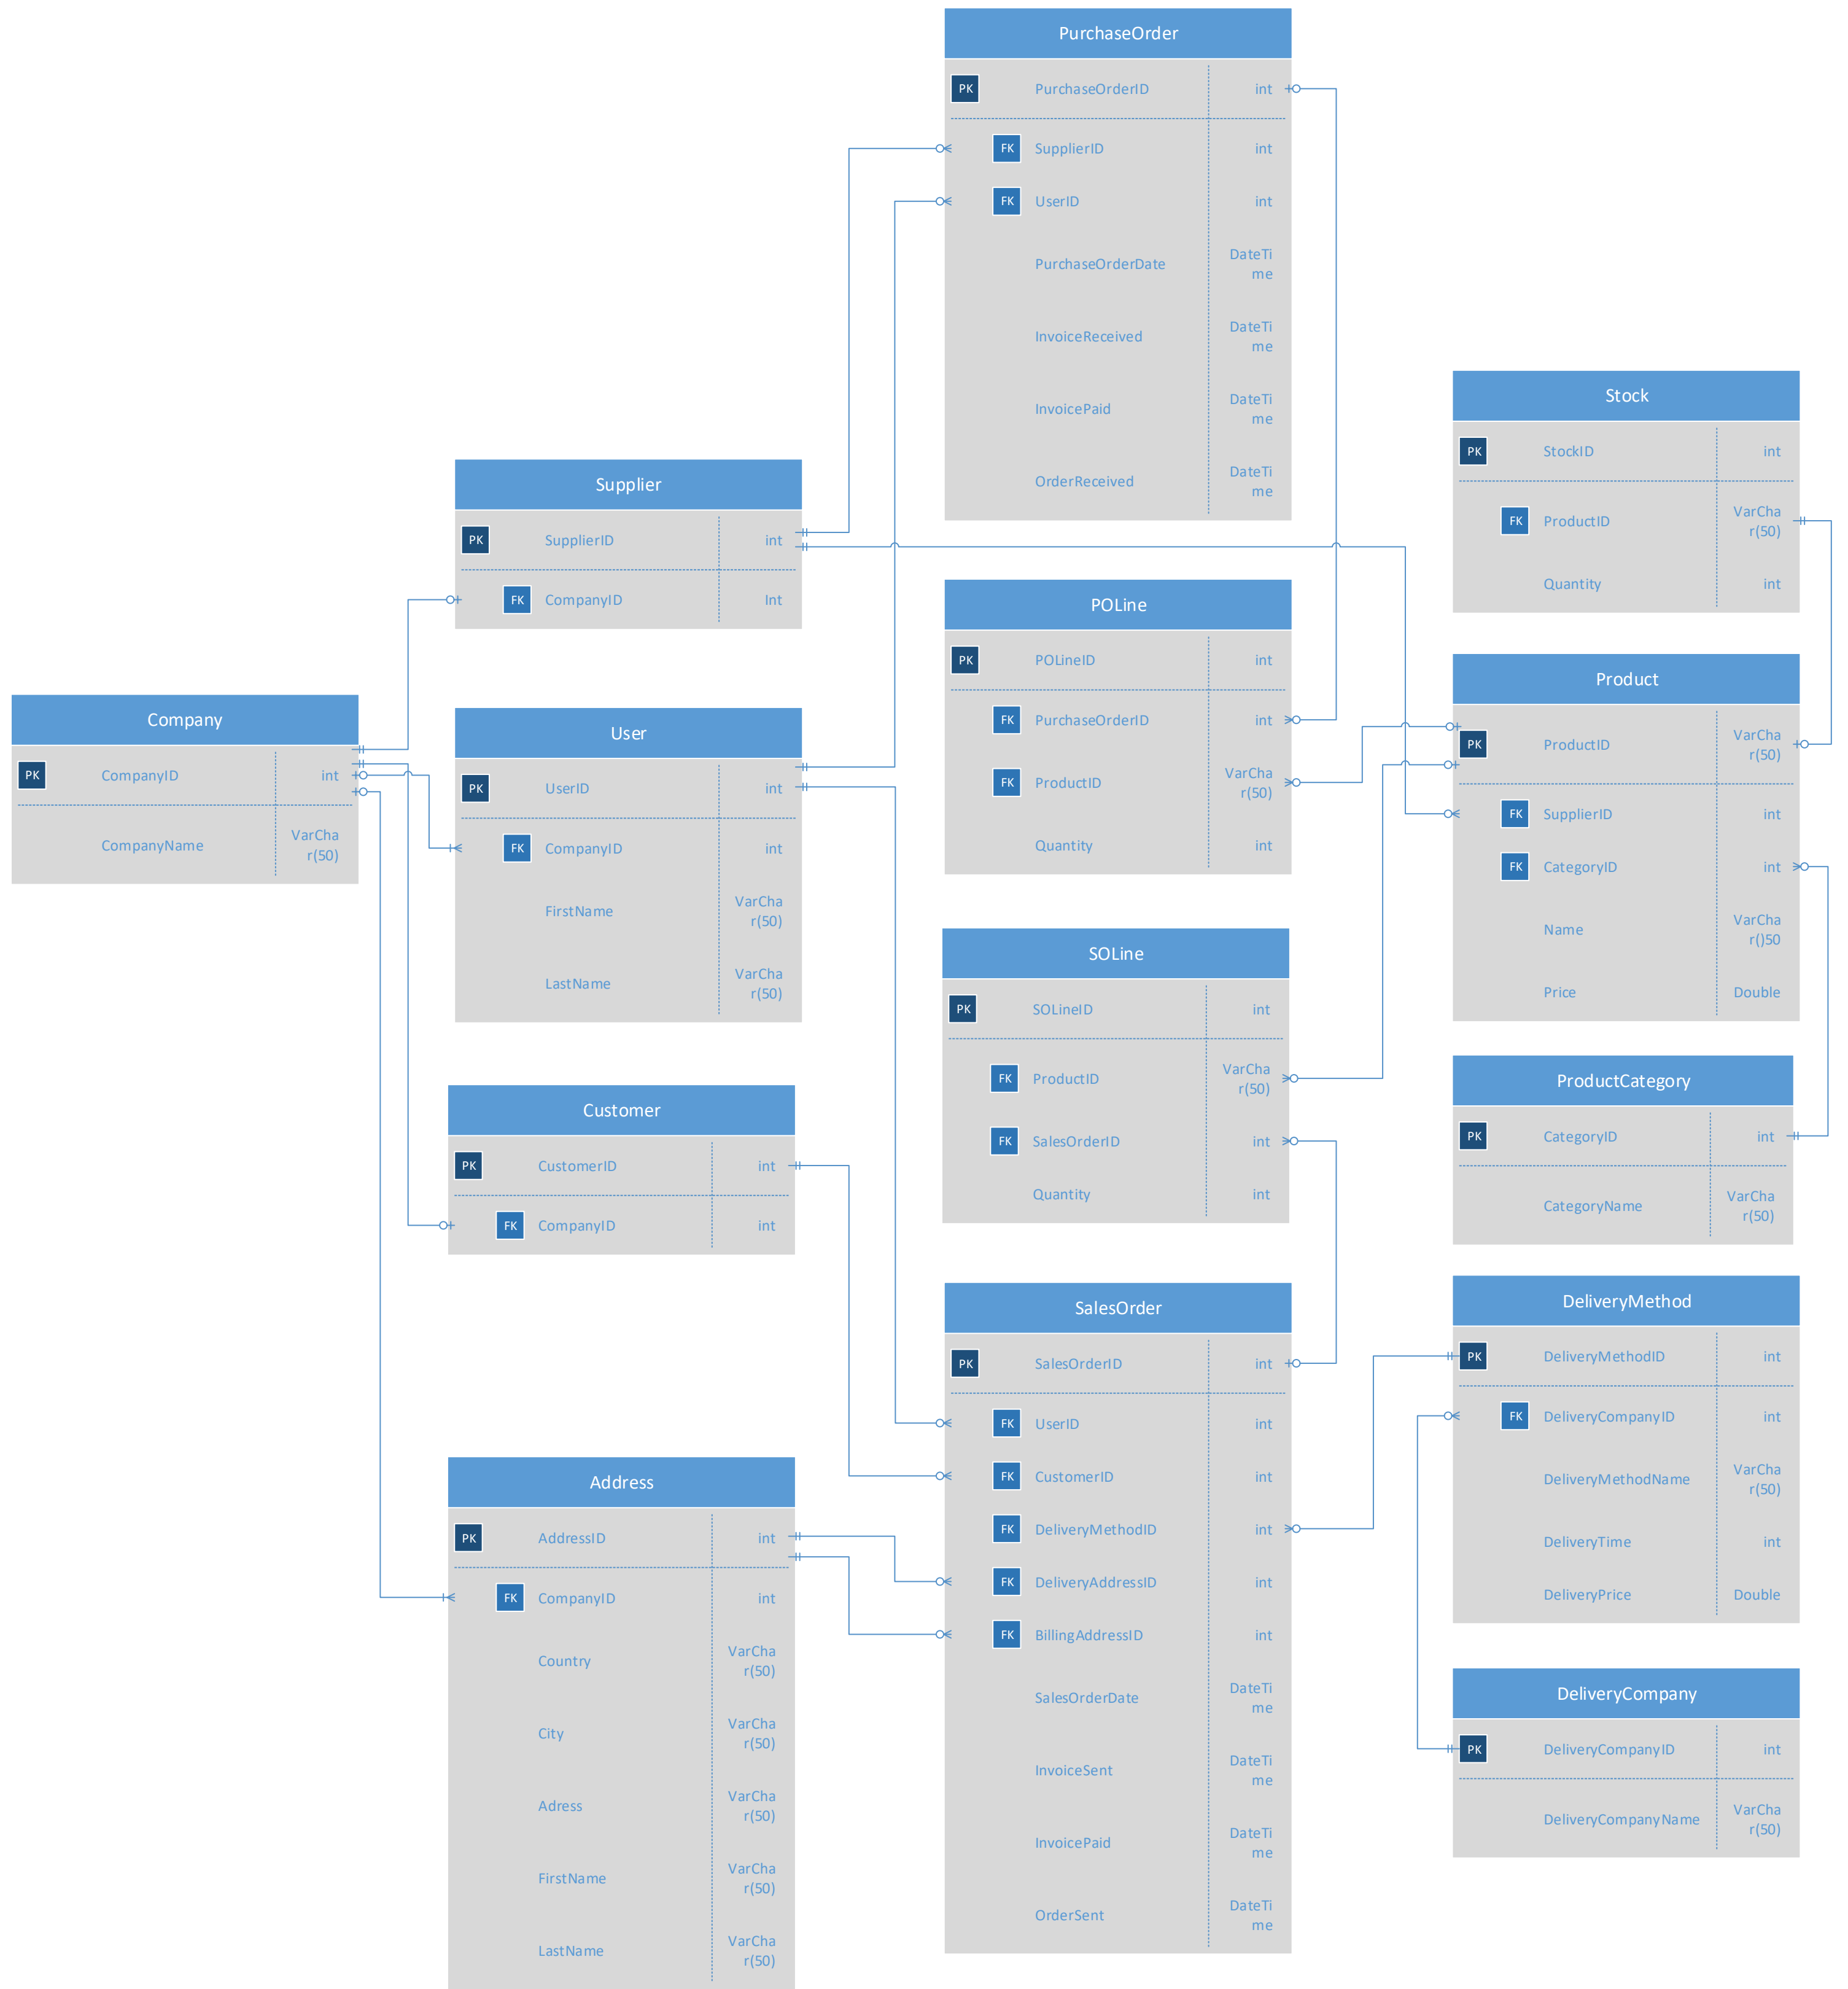 PurchaseOrder
PK PurchaseOrderID int
FK SupplierID int
FK UserID int
PurchaseOrderDate DateTi
me
InvoiceReceived DateTi
me
InvoicePaid DateTi
me
OrderReceived DateTi
me
Stock
PK StockID int
FK ProductID VarCha
r(50)
Quantity int
Supplier
PK SupplierID int
FK CompanyID Int
POLine
PK POLineID int
FK PurchaseOrderID int
FK ProductID VarCha
r(50)
Quantity int
Product
PK ProductID VarCha
r(50)
FK SupplierID int
FK CategoryID int
Name VarCha
r()50
Price Double
Company
PK CompanyID int
CompanyName VarCha
r(50)
User
PK UserID int
FK CompanyID int
FirstName VarCha
r(50)
LastName VarCha
r(50)
SOLine
PK SOLineID int
FK ProductID VarCha
r(50)
FK SalesOrderID int
Quantity int
ProductCategory
PK CategoryID int
CategoryName VarCha
r(50)
Customer
PK CustomerID int
FK CompanyID int
SalesOrder
PK SalesOrderID int
FK UserID int
FK CustomerID int
FK DeliveryMethodID int
FK DeliveryAddressID int
FK BillingAddressID int
SalesOrderDate DateTi
me
InvoiceSent DateTi
me
InvoicePaid DateTi
me
OrderSent DateTi
me
DeliveryMethod
PK DeliveryMethodID int
FK DeliveryCompanyID int
DeliveryMethodName VarCha
r(50)
DeliveryTime int
DeliveryPrice Double
Address
PK AddressID int
FK CompanyID int
Country VarCha
r(50)
City VarCha
r(50)
Adress VarCha
r(50)
FirstName VarCha
r(50)
LastName VarCha
r(50)
DeliveryCompany
PK DeliveryCompanyID int
DeliveryCompanyName VarCha
r(50)